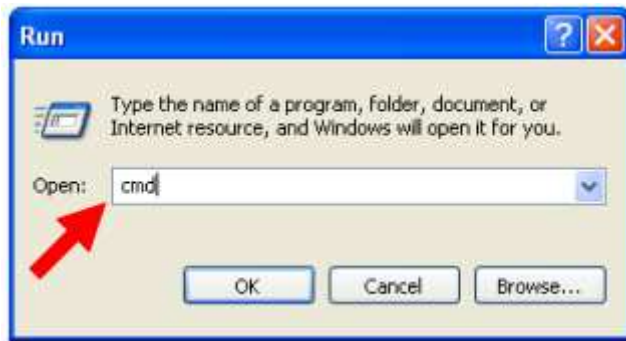 Run
Type the name of a program, folder, document, or
Internet resource, and Windows will open it for you.
Open: cmd
OK Cancel Browse...